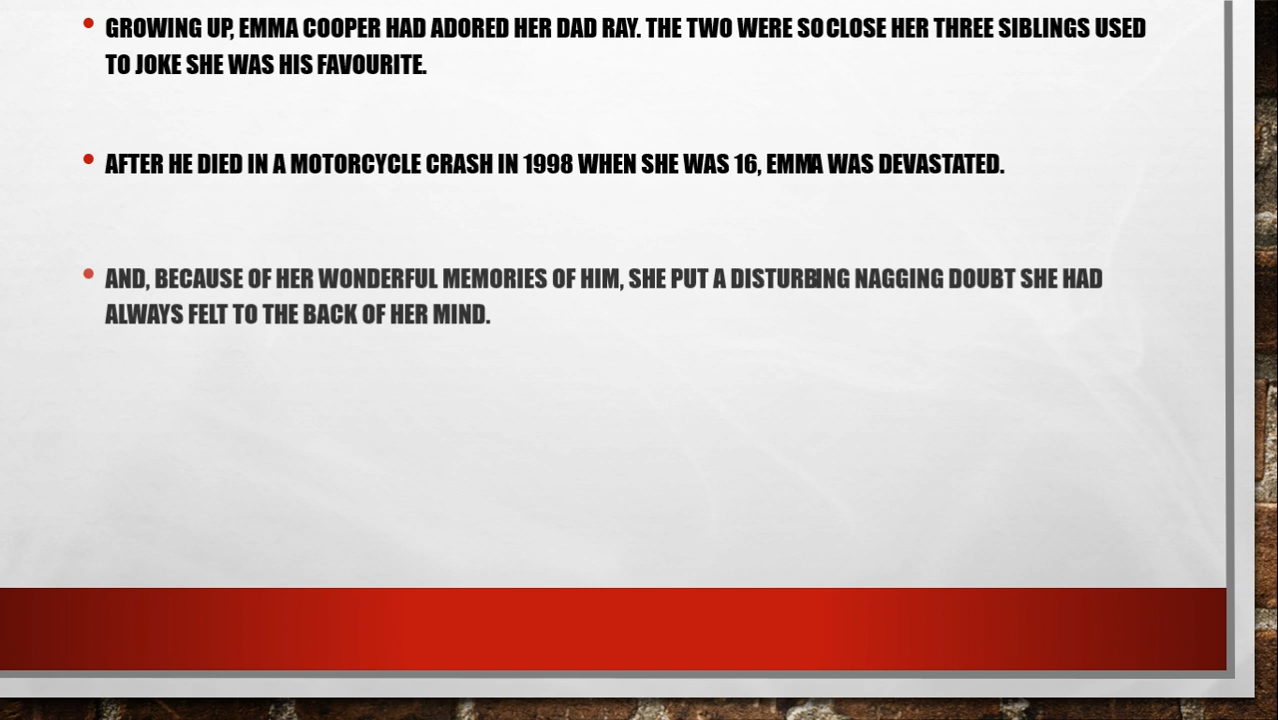 GROWING UP, EMMA COOPER HAD ADORED HER DAD RAY. THE TWO WERE SO CLOSE HER THREE SIBLINGS USED
TO JOKE SHE WAS HIS FAVOURITE.
AFTER HE DIED IN A MOTORCYCLE CRASH IN 1998 WHEN SHE WAS 16, EMMA WAS DEVASTATED.
AND, BECAUSE OF HER WONDERFUL MEMORIES OF HIM, SHE PUT A DISTURBING NAGGING DOUBT SHE HAD
ALWAYS FELT TO THE BACK OF HER MIND.